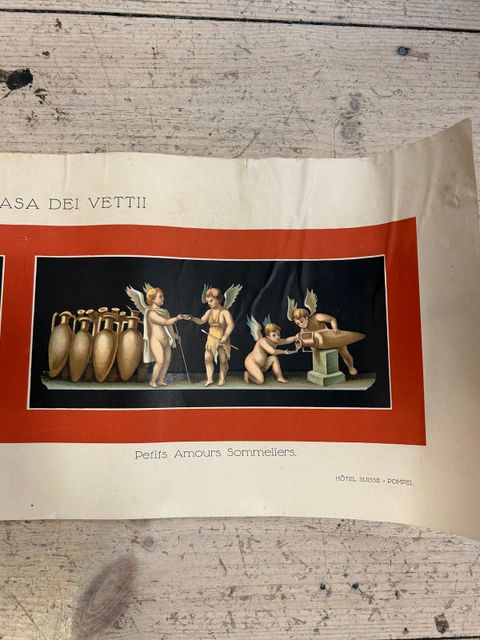 ASA DEI VETTII
Petits Amours Sommeliers.
HÔTEL SUISSE • POMPEI.